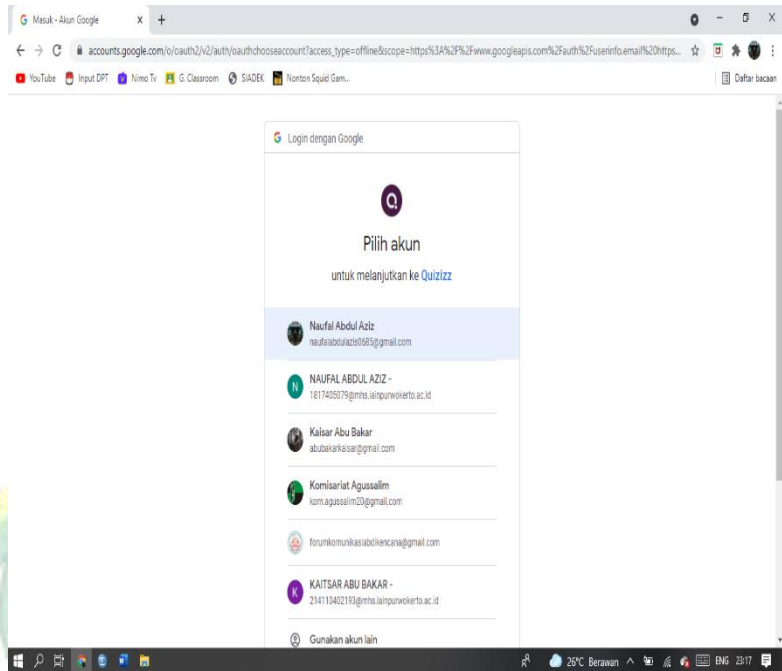 Masuk - Akun Google
accounts.google.com/o/oauth2/v2/auth/oauthchooseaccount?access_type=offline&scope=https%3A%2F%2Fwww.googleapis.com%2Fauth%2Fuserinfo.email%20https...
YouTube Input DPT Nimo Tv G. Classroom SIADEK Nonton Squid Gam... Daftar bacaan
Login dengan Google
Pilih akun
untuk melanjutkan ke Quizizz
Naufal Abdul Aziz
naufalabdulazis0685@gmail.com
NAUFAL ABDUL AZIZ -
1817405079@mhs.iainpurwokerto.ac.id
Kaisar Abu Bakar
abubakarkaisar@gmail.com
Komisariat Agussalim
kom.agussalim20@gmail.com
forumkomunikasiabdikencana@gmail.com
KAITSAR ABU BAKAR -
214110402193@mhs.iainpurwokerto.ac.id
Gunakan akun lain
26°C Berawan ENG 23:17